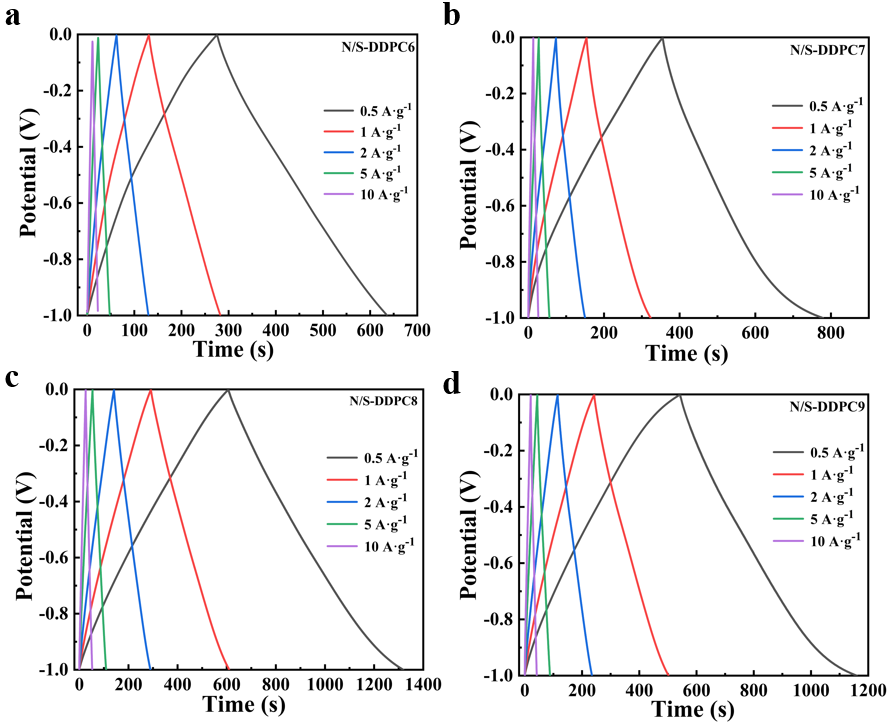 a
N/S-DDPC6
0.5 A·g⁻¹
1 A·g⁻¹
2 A·g⁻¹
5 A·g⁻¹
10 A·g⁻¹
0.0
-0.2
-0.4
-0.6
-0.8
-1.0
Potential (V)
0 100 200 300 400 500 600 700
Time (s)
b
N/S-DDPC7
0.5 A·g⁻¹
1 A·g⁻¹
2 A·g⁻¹
5 A·g⁻¹
10 A·g⁻¹
0.0
-0.2
-0.4
-0.6
-0.8
-1.0
Potential (V)
0 200 400 600 800
Time (s)
c
N/S-DDPC8
0.5 A·g⁻¹
1 A·g⁻¹
2 A·g⁻¹
5 A·g⁻¹
10 A·g⁻¹
0.0
-0.2
-0.4
-0.6
-0.8
-1.0
Potential (V)
0 200 400 600 800 1000 1200 1400
Time (s)
d
N/S-DDPC9
0.5 A·g⁻¹
1 A·g⁻¹
2 A·g⁻¹
5 A·g⁻¹
10 A·g⁻¹
0.0
-0.2
-0.4
-0.6
-0.8
-1.0
Potential (V)
0 200 400 600 800 1000 1200
Time (s)